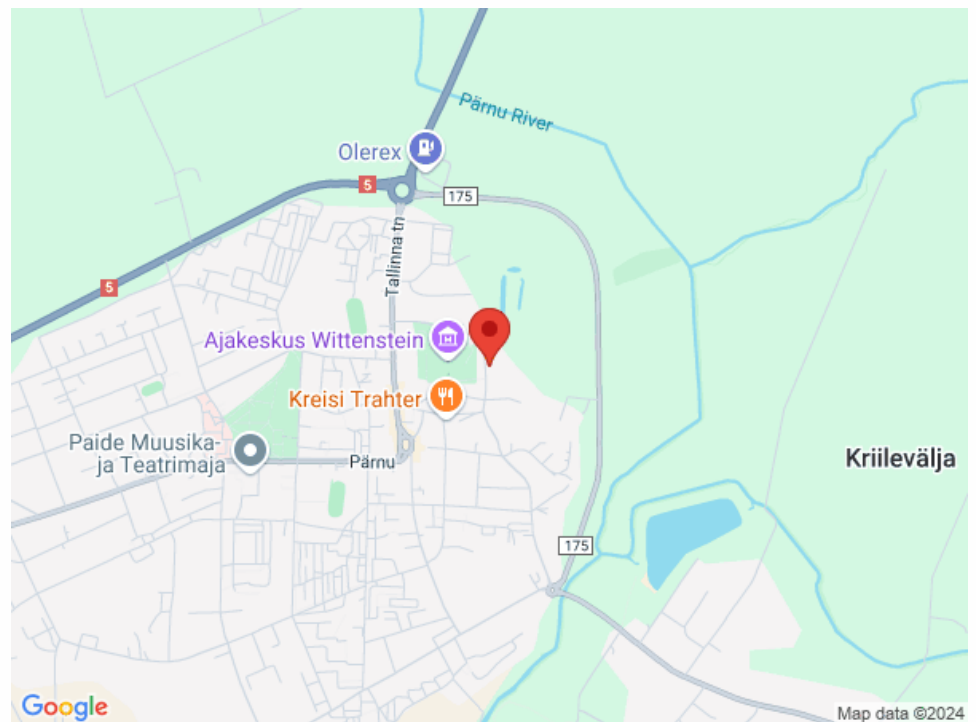 Pärnu River
Olerex
5
175
Tallinna tn
5
Ajakeskus Wittenstein
Kreisi Trahter
Paide Muusika-
ja Teatrimaja
Pärnu
Kriilevälja
175
Google
Map data ©2024